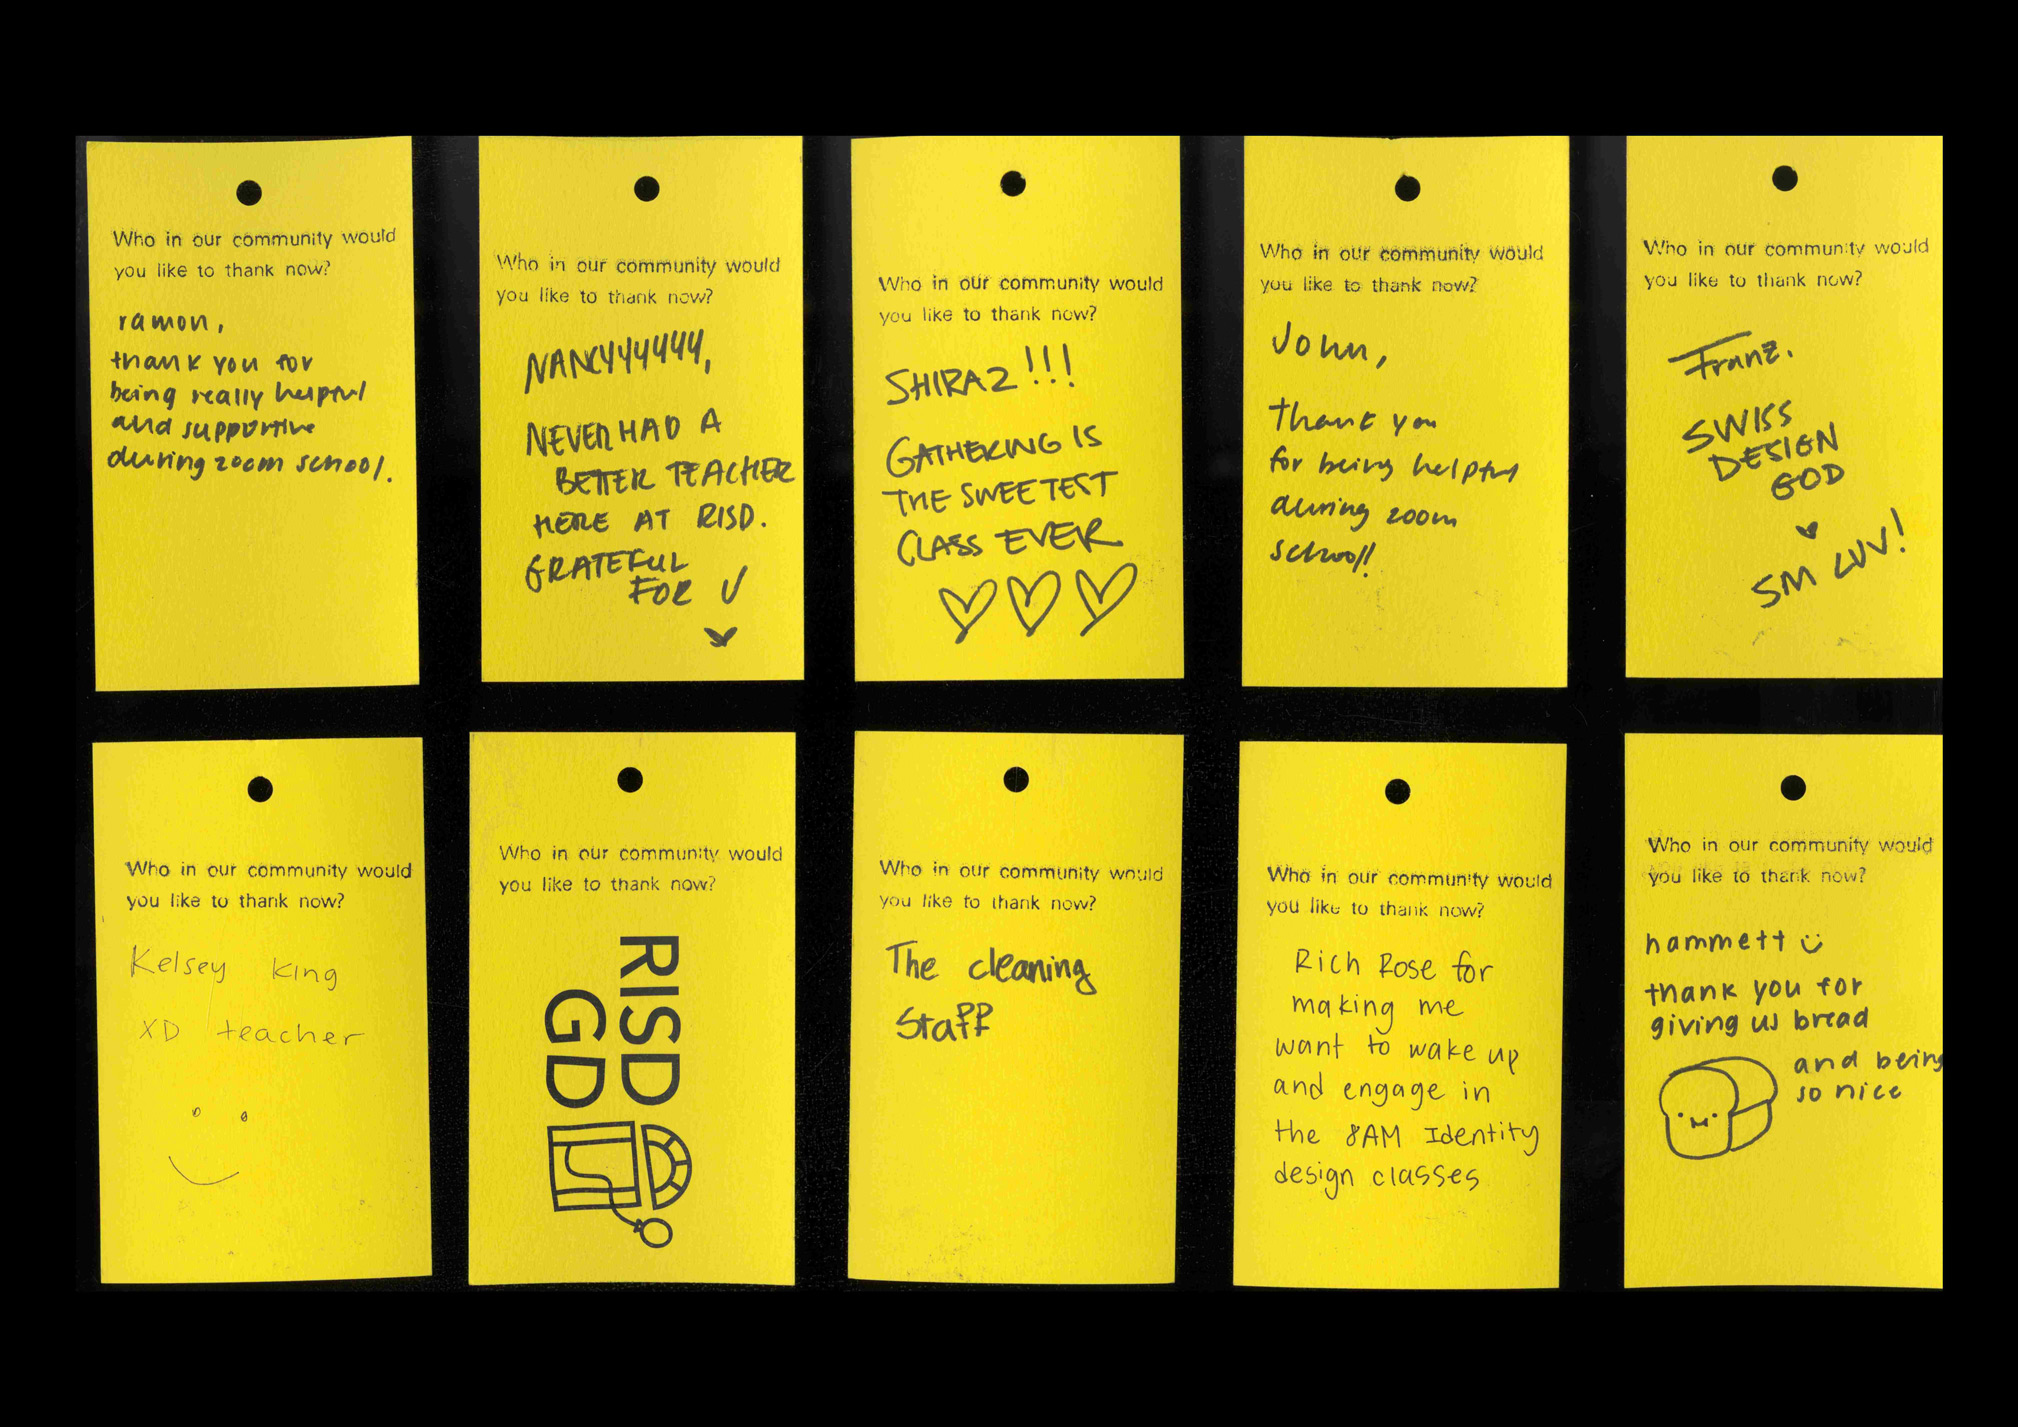 Who in our community would
you like to thank now?
ramon,
thank you for
being really helpful
and supportive
during zoom school.
Who in our community would
you like to thank now?
NANCYYYYYY,
NEVER HAD A
BETTER TEACHER
HERE AT RISD.
GRATEFUL
FOR U
Who in our community would
you like to thank now?
SHIRAZ!!!
GATHERING IS
THE SWEETEST
CLASS EVER
Who in our community would
you like to thank now?
John,
Thank you
for being helpful
during zoom
school!
Who in our community would
you like to thank now?
Franz.
SWISS
DESIGN
GOD
SM LUV!
Who in our community would
you like to thank now?
Kelsey King
XD teacher
Who in our community would
you like to thank now?
RISD
GD
Who in our community would
you like to thank now?
The cleaning
Staff
Who in our community would
you like to thank now?
Rich Rose for
making me
want to wake up
and engage in
the 8AM Identity
design classes
Who in our community would
you like to thank now?
hammett
thank you for
giving us bread
and being
so nice